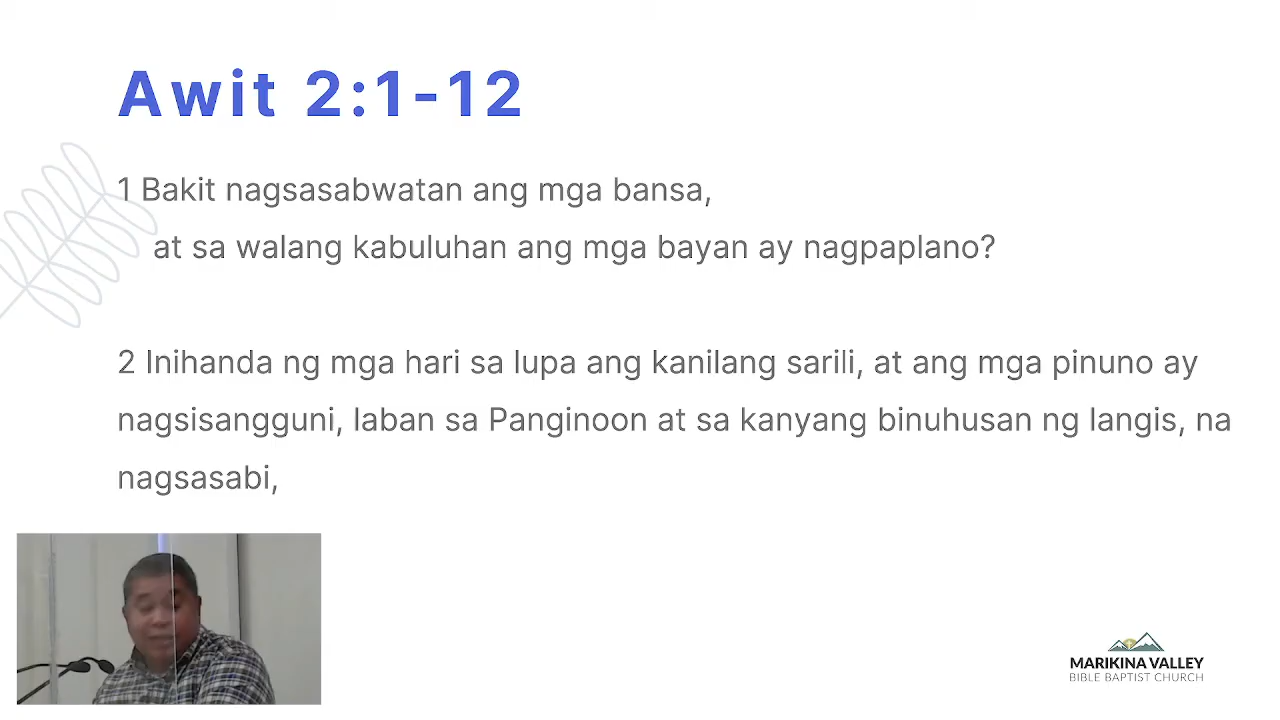 Awit 2:1-12
1 Bakit nagsasabwatan ang mga bansa,
at sa walang kabuluhan ang mga bayan ay nagpaplano?
2 Inihanda ng mga hari sa lupa ang kanilang sarili, at ang mga pinuno ay
nagsisangguni, laban sa Panginoon at sa kanyang binuhusan ng langis, na
nagsasabi,
MARIKINA VALLEY
BIBLE BAPTIST CHURCH